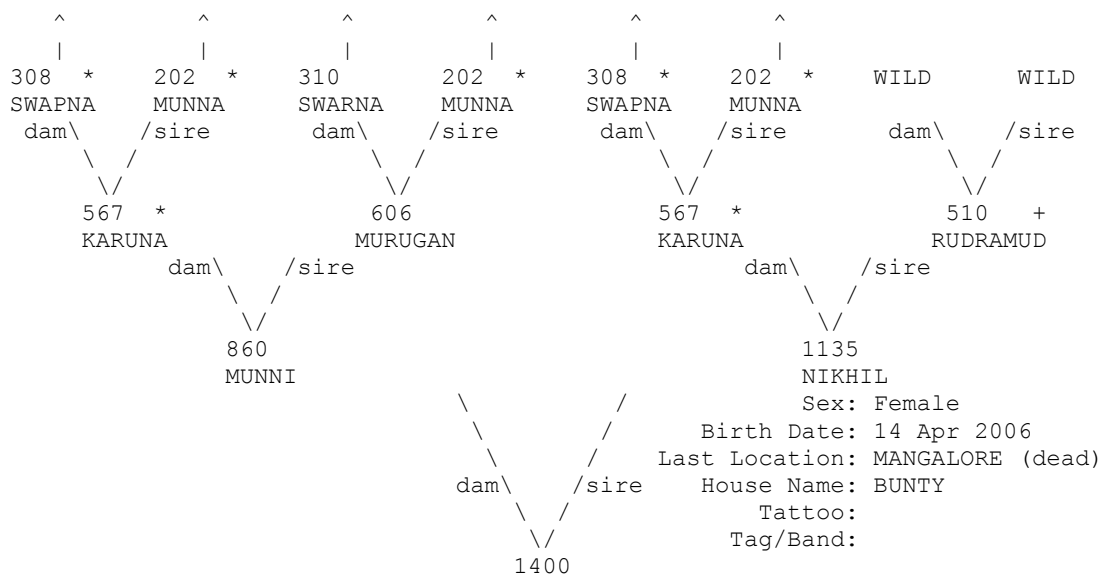 ^ ^ ^ ^ ^ ^
| | | | | |
308 * 202 * 310 202 * 308 * 202 * WILD WILD
SWAPNA MUNNA SWARNA MUNNA SWAPNA MUNNA
dam\ /sire dam\ /sire dam\ /sire dam\ /sire
\ / \ / \ / \ /
\/ \/ \/ \/
567 * 606 567 * 510 +
KARUNA MURUGAN KARUNA RUDRAMUD
dam\ /sire dam\ /sire
\ / \ /
\/ \/
860 1135
MUNNI NIKHIL
\ / Sex: Female
\ / Birth Date: 14 Apr 2006
\ / Last Location: MANGALORE (dead)
dam\ /sire House Name: BUNTY
\ / Tattoo:
\/ Tag/Band:
1400